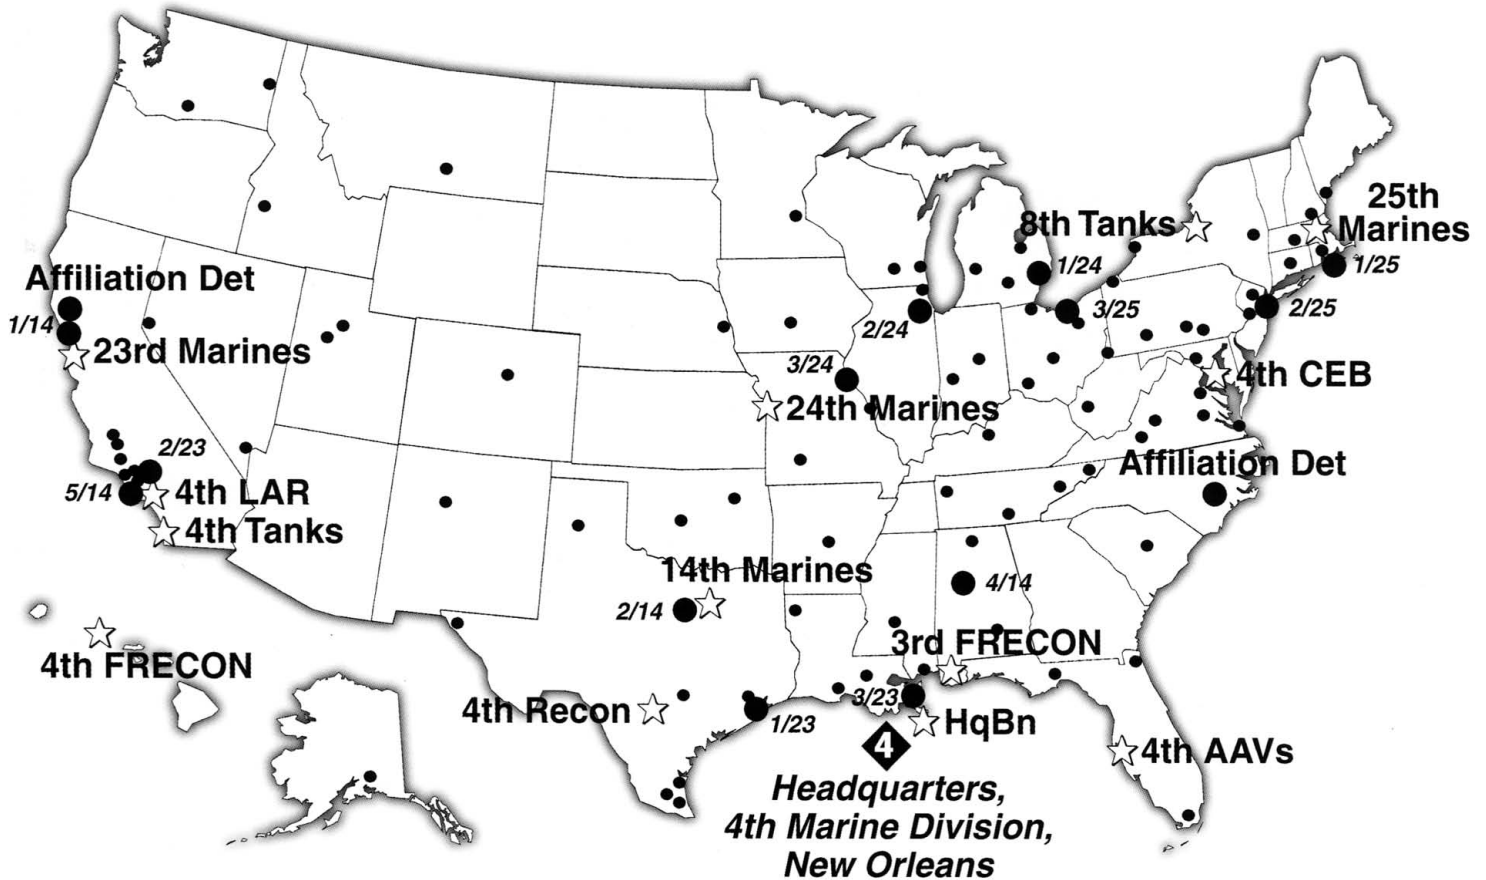 25th
Marines
8th Tanks
1/24
1/25
Affiliation Det
1/14
23rd Marines
2/24
3/25
2/25
3/24
4th CEB
24th Marines
2/23
Affiliation Det
5/14
4th LAR
4th Tanks
14th Marines
2/14
4/14
4th FRECON
3rd FRECON
4th Recon
3/23
1/23
HqBn
4
4th AAVs
Headquarters,
4th Marine Division,
New Orleans